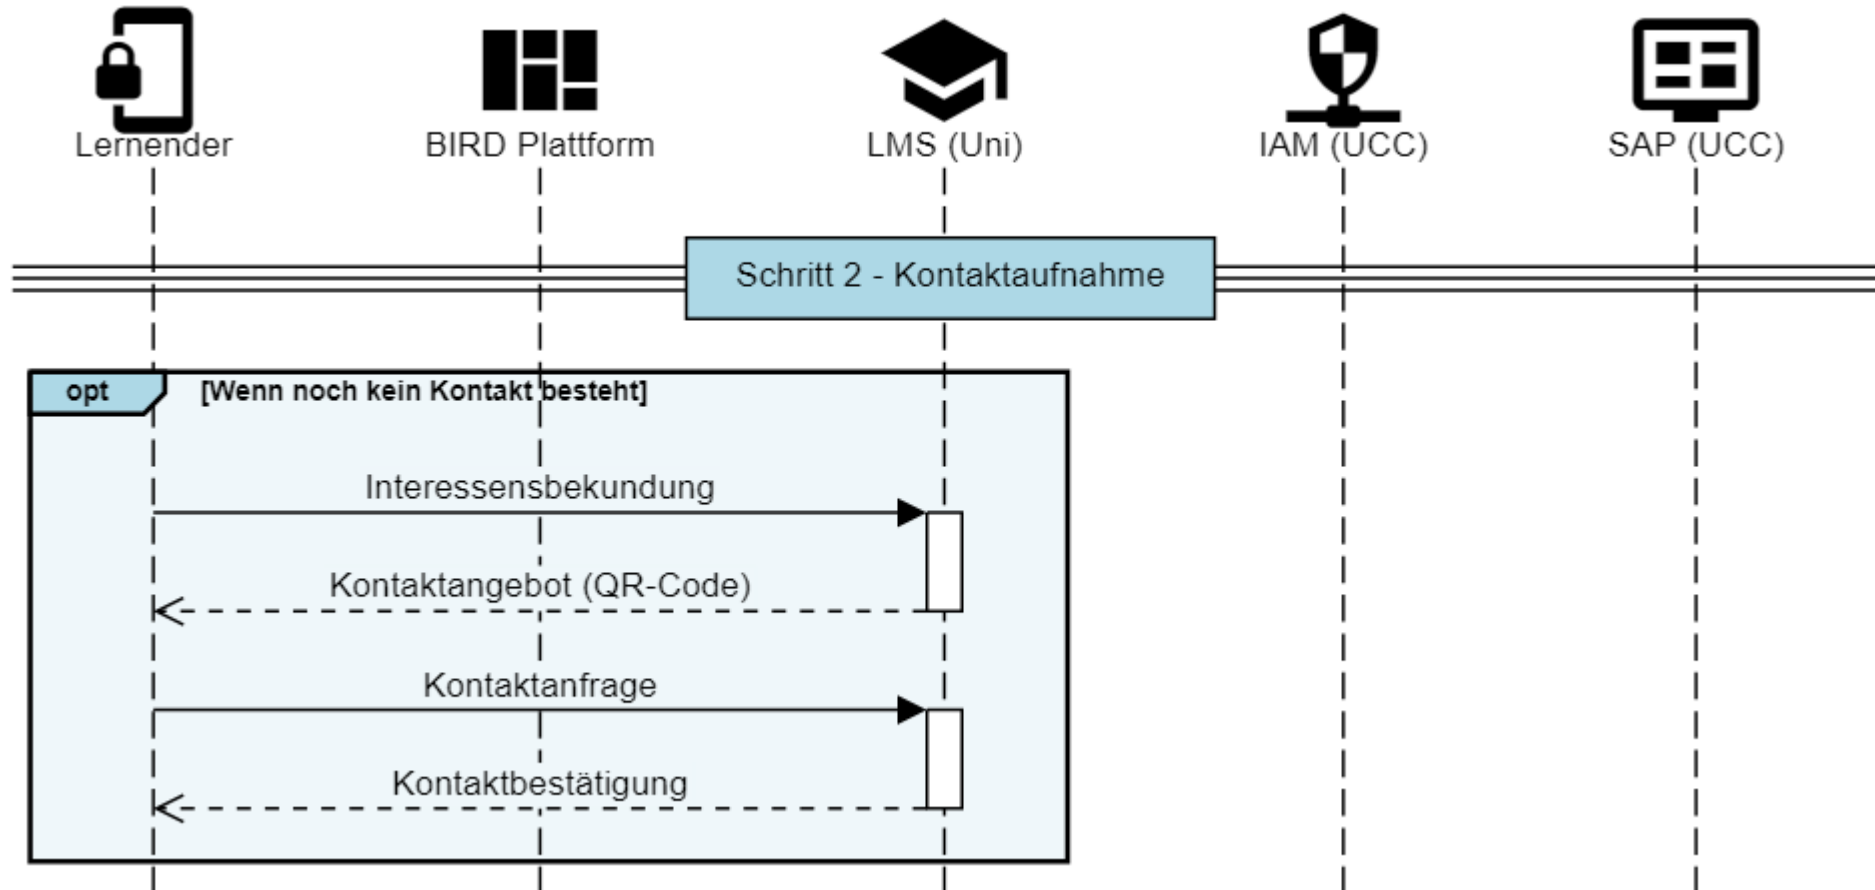 Lernender
BIRD Plattform
LMS (Uni)
IAM (UCC)
SAP (UCC)
Schritt 2 - Kontaktaufnahme
opt
[Wenn noch kein Kontakt besteht]
Interessensbekundung
Kontaktangebot (QR-Code)
Kontaktanfrage
Kontaktbestätigung